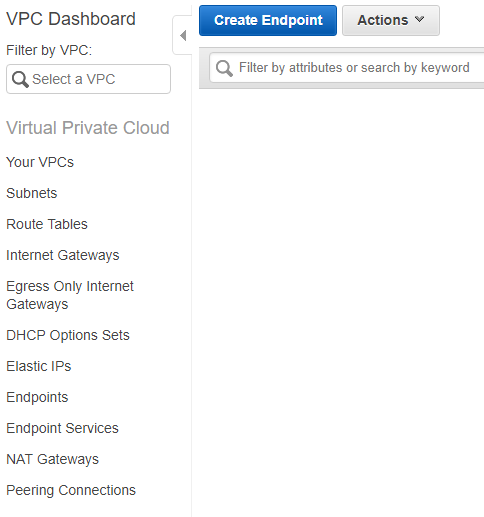 VPC Dashboard
Filter by VPC:
Select a VPC
Virtual Private Cloud
Your VPCs
Subnets
Route Tables
Internet Gateways
Egress Only Internet
Gateways
DHCP Options Sets
Elastic IPs
Endpoints
Endpoint Services
NAT Gateways
Peering Connections
Create Endpoint
Actions
Filter by attributes or search by keyword